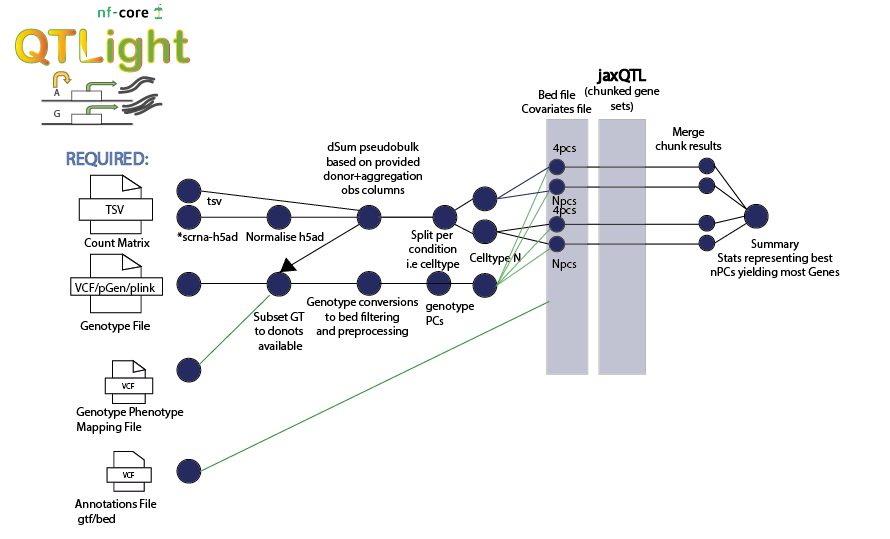 nf-core
QTLight
A
G
REQUIRED:
TSV
Count Matrix
VCF/pGen/plink
Genotype File
VCF
Genotype Phenotype
Mapping File
VCF
Annotations File
gtf/bed
tsv
*scrna-h5ad
Normalise h5ad
dSum pseudobulk
based on provided
donor+aggregation
obs columns
Split per
condition
i.e celltype
Celltype N
Subset GT
to donots
available
Genotype conversions
to bed filtering
and preprocessing
genotype
PCs
Bed file
Covariates file
4pcs
Npcs
4pcs
Npcs
jaxQTL
(chunked gene
sets)
Merge
chunk results
Summary
Stats representing best
nPCs yielding most Genes